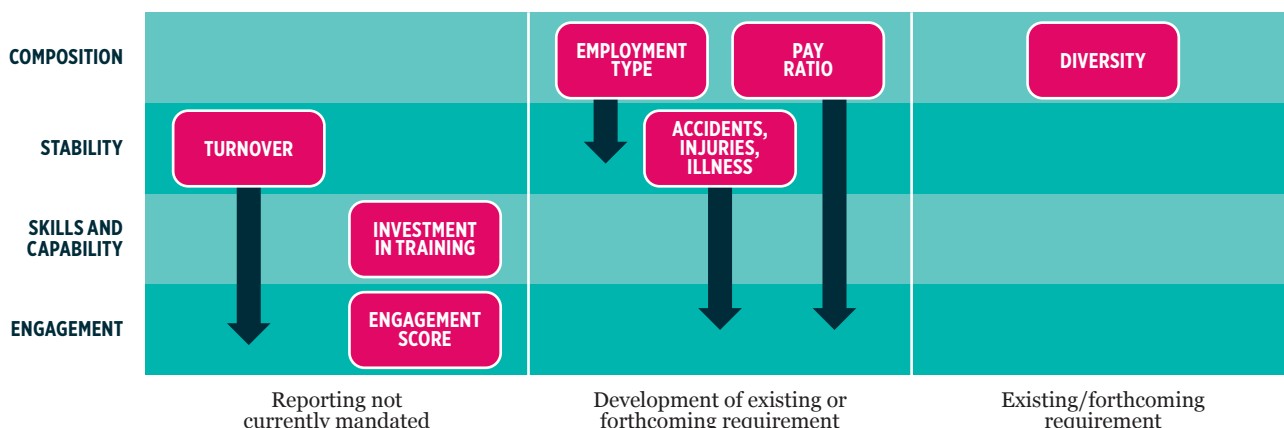 COMPOSITION
EMPLOYMENT
TYPE
PAY
RATIO
DIVERSITY
STABILITY
TURNOVER
ACCIDENTS,
INJURIES,
ILLNESS
SKILLS AND
CAPABILITY
INVESTMENT
IN TRAINING
ENGAGEMENT
ENGAGEMENT
SCORE
Reporting not
currently mandated
Development of existing or
forthcoming requirement
Existing/forthcoming
requirement